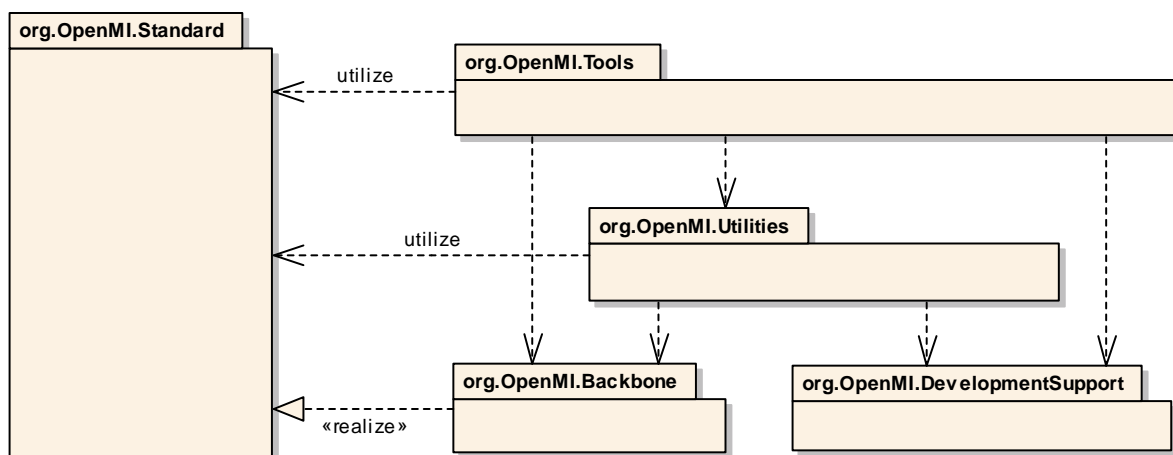 org.OpenMI.Standard
org.OpenMI.Tools
utilize
org.OpenMI.Utilities
utilize
org.OpenMI.Backbone
org.OpenMI.DevelopmentSupport
«realize»